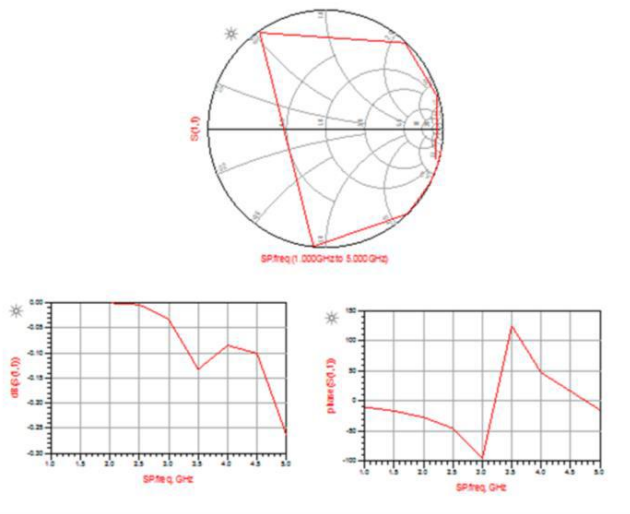 S(1,1)
SP.freq (1.000GHz to 5.000GHz)
dB(S(1,1))
0.00
-0.05
-0.10
-0.15
-0.20
-0.25
-0.30
1.0 1.5 2.0 2.5 3.0 3.5 4.0 4.5 5.0
SP.freq, GHz
phase(S(1,1))
150
100
50
0
-50
-100
1.0 1.5 2.0 2.5 3.0 3.5 4.0 4.5 5.0
SP.freq, GHz